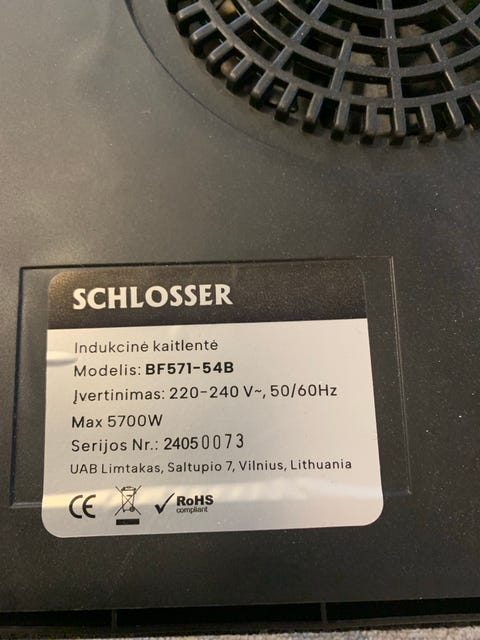 SCHLOSSER
Indukcinė kaitlentė
Modelis: BF571-54B
Įvertinimas: 220-240 V~, 50/60Hz
Max 5700W
Serijos Nr.: 24050073
UAB Limtakas, Saltupio 7, Vilnius, Lithuania
CE RoHS
compliant